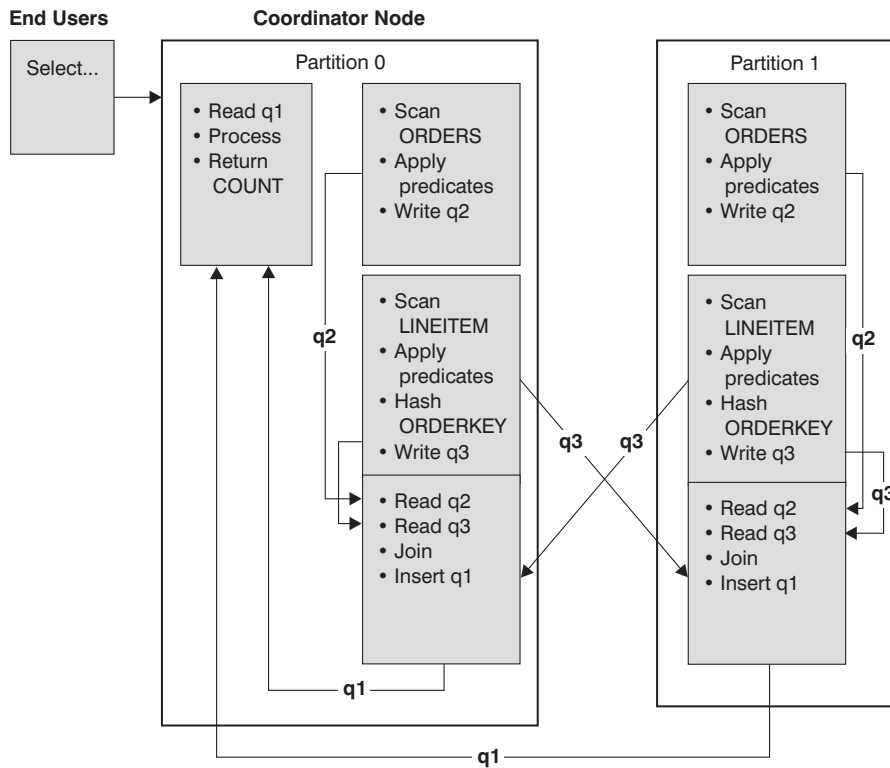 End Users
Coordinator Node
Select...
Partition 0
• Read q1
• Process
• Return
COUNT
• Scan
ORDERS
• Apply
predicates
• Write q2
q2
• Scan
LINEITEM
• Apply
predicates
• Hash
ORDERKEY
• Write q3
• Read q2
• Read q3
• Join
• Insert q1
q1
q3
q3
Partition 1
• Scan
ORDERS
• Apply
predicates
• Write q2
q2
• Scan
LINEITEM
• Apply
predicates
• Hash
ORDERKEY
• Write q3
q3
• Read q2
• Read q3
• Join
• Insert q1
q1